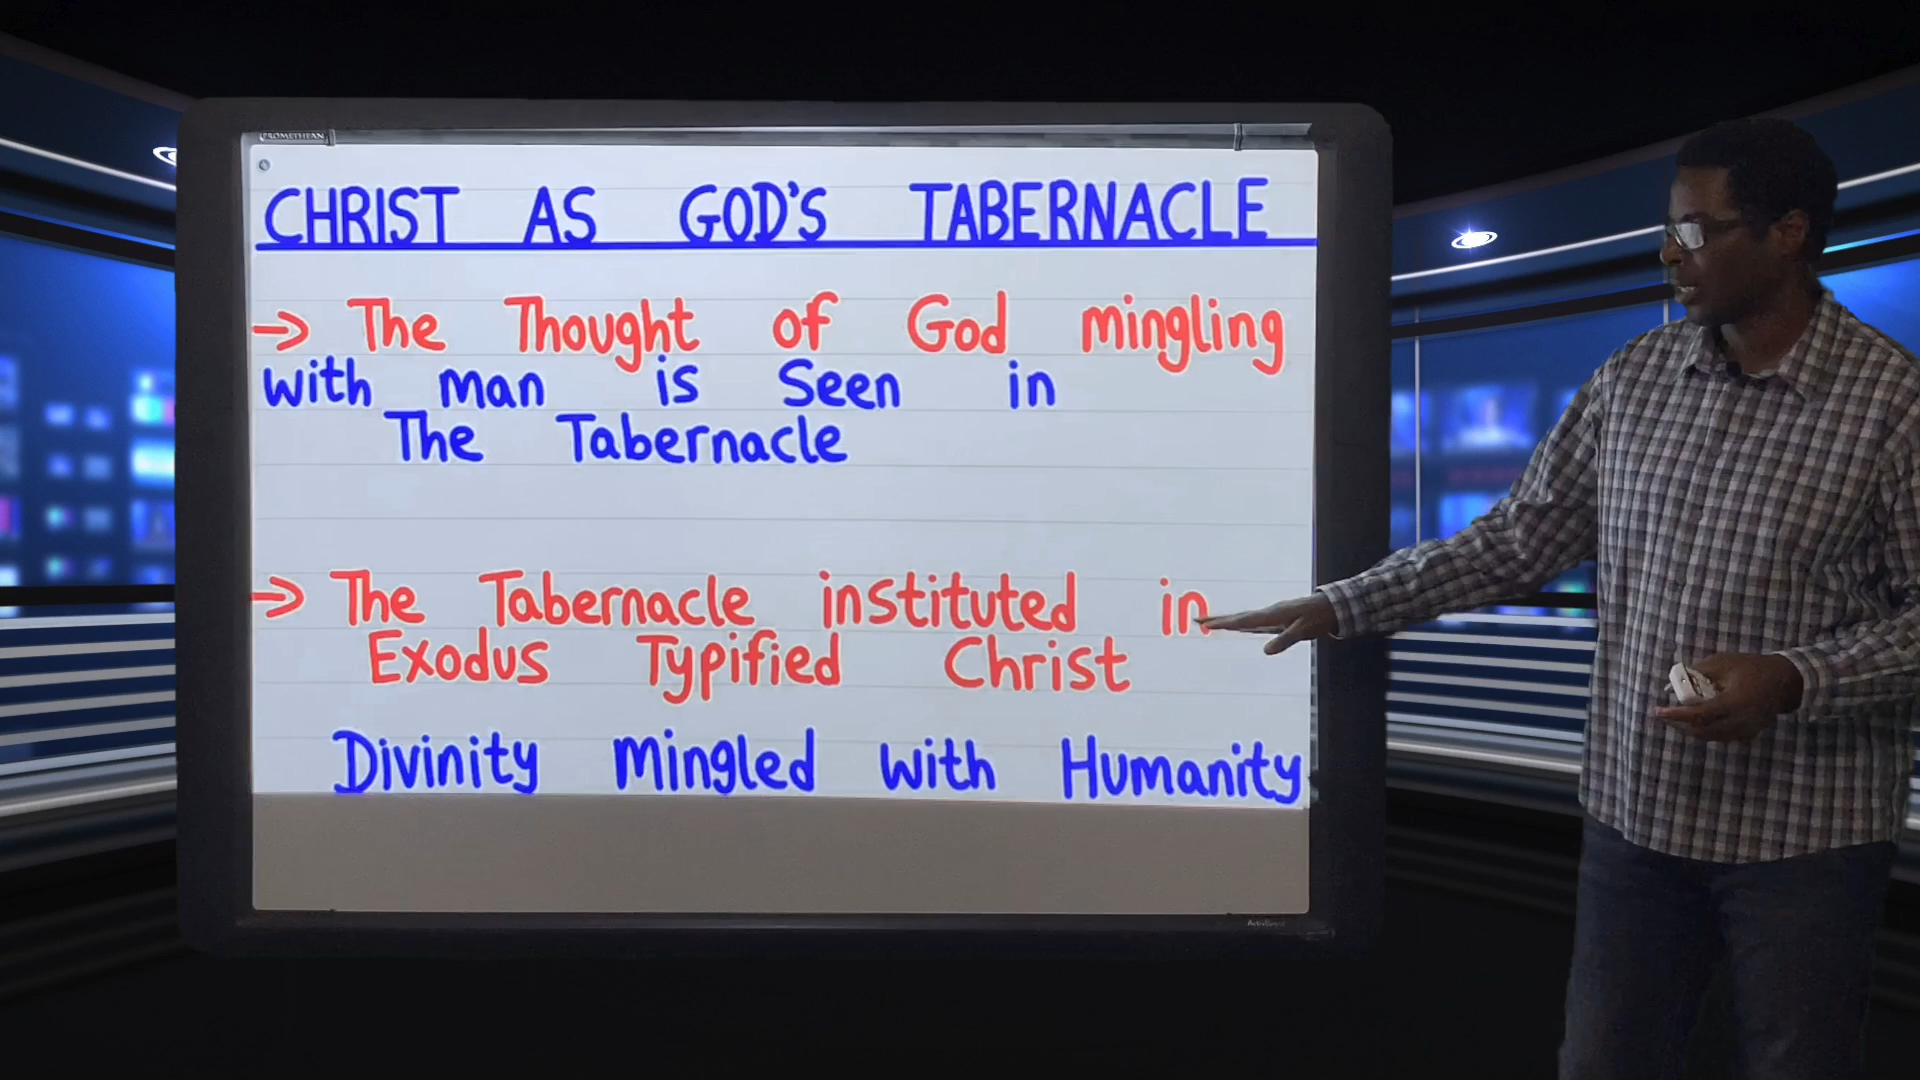 PROMETHEAN
CHRIST AS GOD'S TABERNACLE
→ The Thought of God mingling
with man is Seen in
The Tabernacle
→ The Tabernacle instituted in
Exodus Typified Christ
Divinity Mingled with Humanity